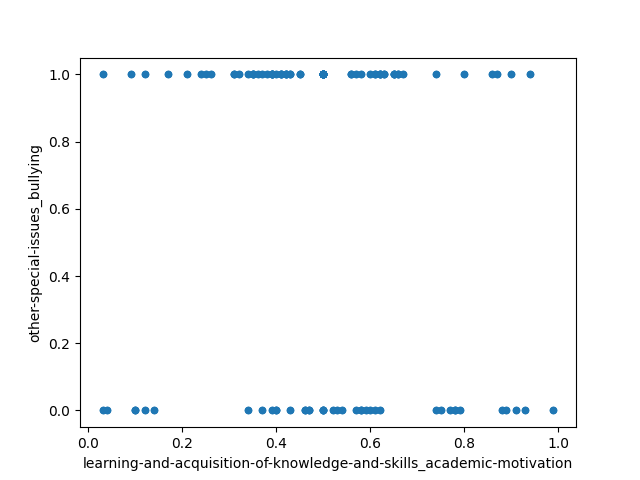 1.0
0.8
0.6
0.4
0.2
0.0
other-special-issues_bullying
0.0 0.2 0.4 0.6 0.8 1.0
learning-and-acquisition-of-knowledge-and-skills_academic-motivation